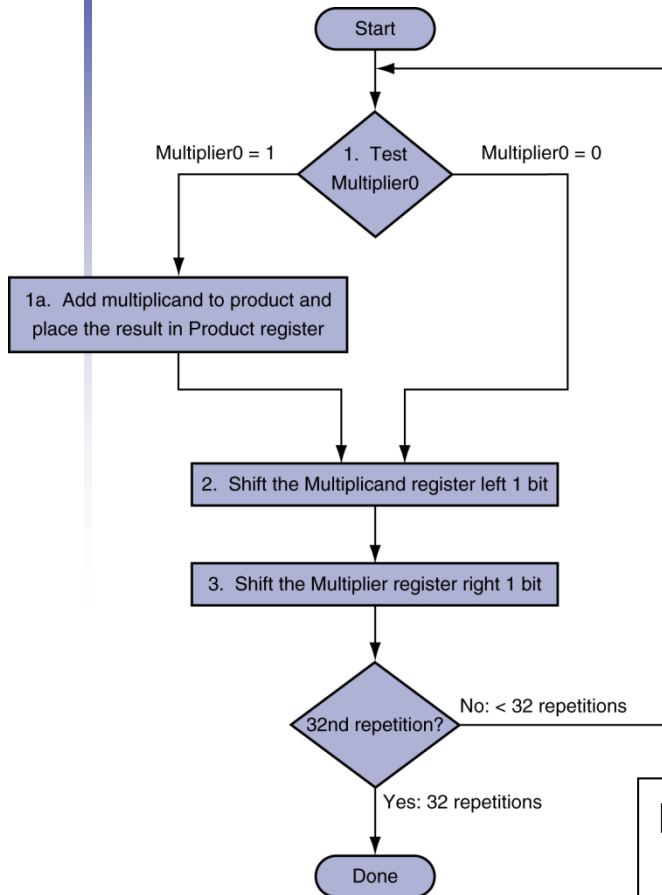 Start
1. Test
Multiplier0
Multiplier0 = 1
Multiplier0 = 0
1a. Add multiplicand to product and
place the result in Product register
2. Shift the Multiplicand register left 1 bit
3. Shift the Multiplier register right 1 bit
32nd repetition?
No: < 32 repetitions
Yes: 32 repetitions
Done